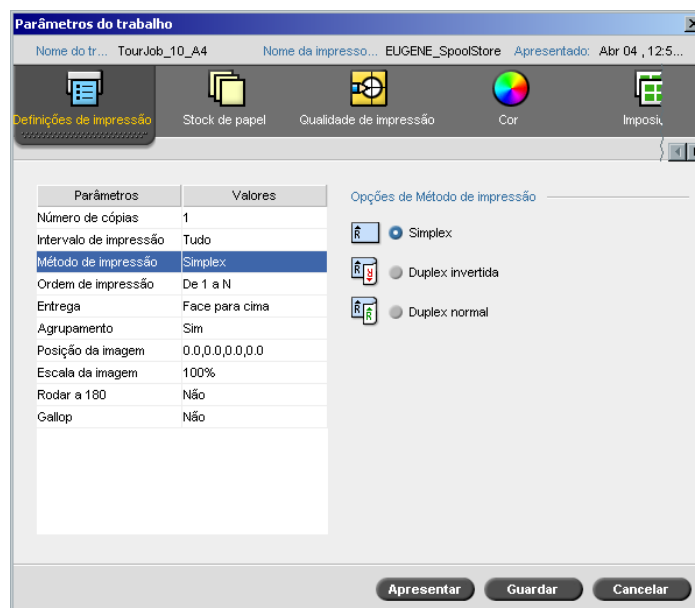 Parâmetros do trabalho
Nome do tr... TourJob_10_A4 Nome da impresso... EUGENE_SpoolStore Apresentado: Abr 04 , 12:5...
Definições de impressão Stock de papel Qualidade de impressão Cor Imposiç
Parâmetros Valores
Opções de Método de impressão
Número de cópias 1
Intervalo de impressão Tudo
Método de impressão Simplex
Ordem de impressão De 1 a N
Entrega Face para cima
Agrupamento Sim
Posição da imagem 0.0,0.0,0.0,0.0
Escala da imagem 100%
Rodar a 180 Não
Gallop Não
Simplex
Duplex invertida
Duplex normal
Apresentar Guardar Cancelar